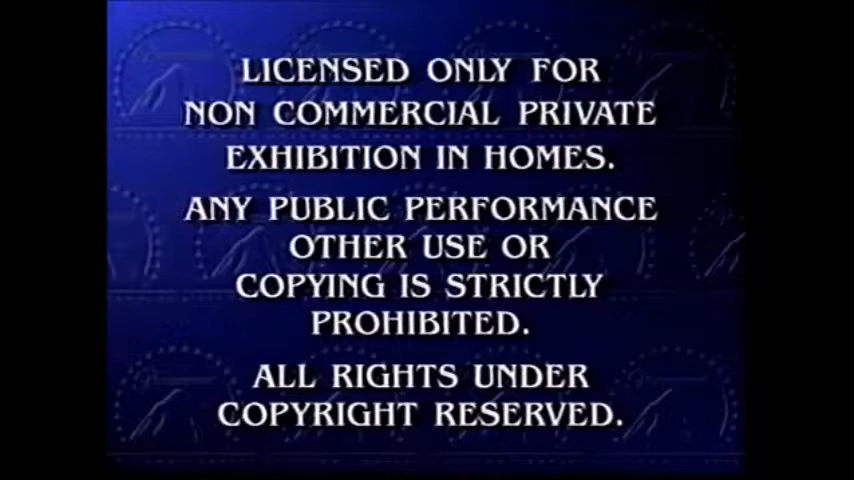 LICENSED ONLY FOR
NON COMMERCIAL PRIVATE
EXHIBITION IN HOMES.
ANY PUBLIC PERFORMANCE
OTHER USE OR
COPYING IS STRICTLY
PROHIBITED.
ALL RIGHTS UNDER
COPYRIGHT RESERVED.